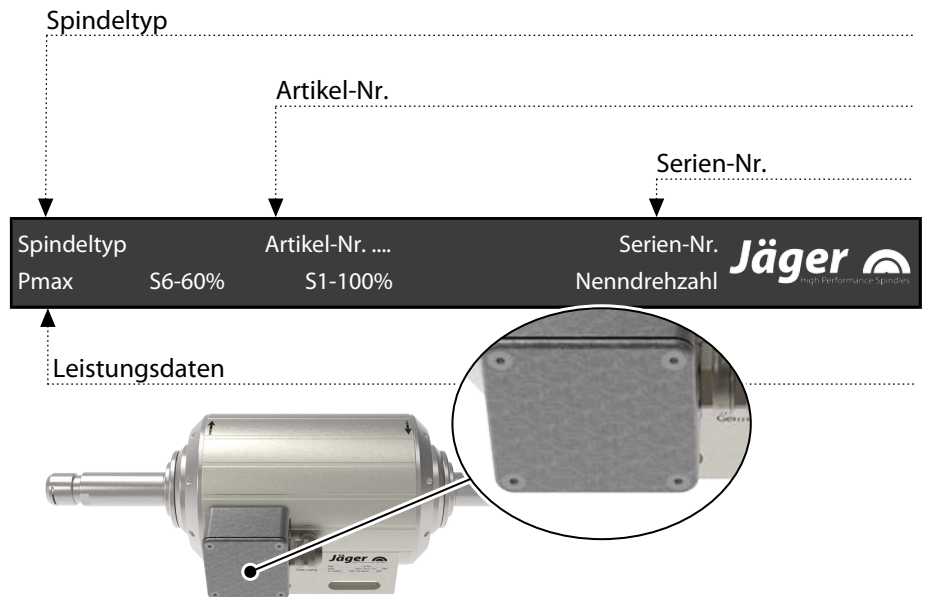 Spindeltyp
Artikel-Nr.
Serien-Nr.
Spindeltyp Artikel-Nr. .... Serien-Nr.
Pmax S6-60% S1-100% Nenndrehzahl
Jäger
High Performance Spindles
Leistungsdaten
Jäger